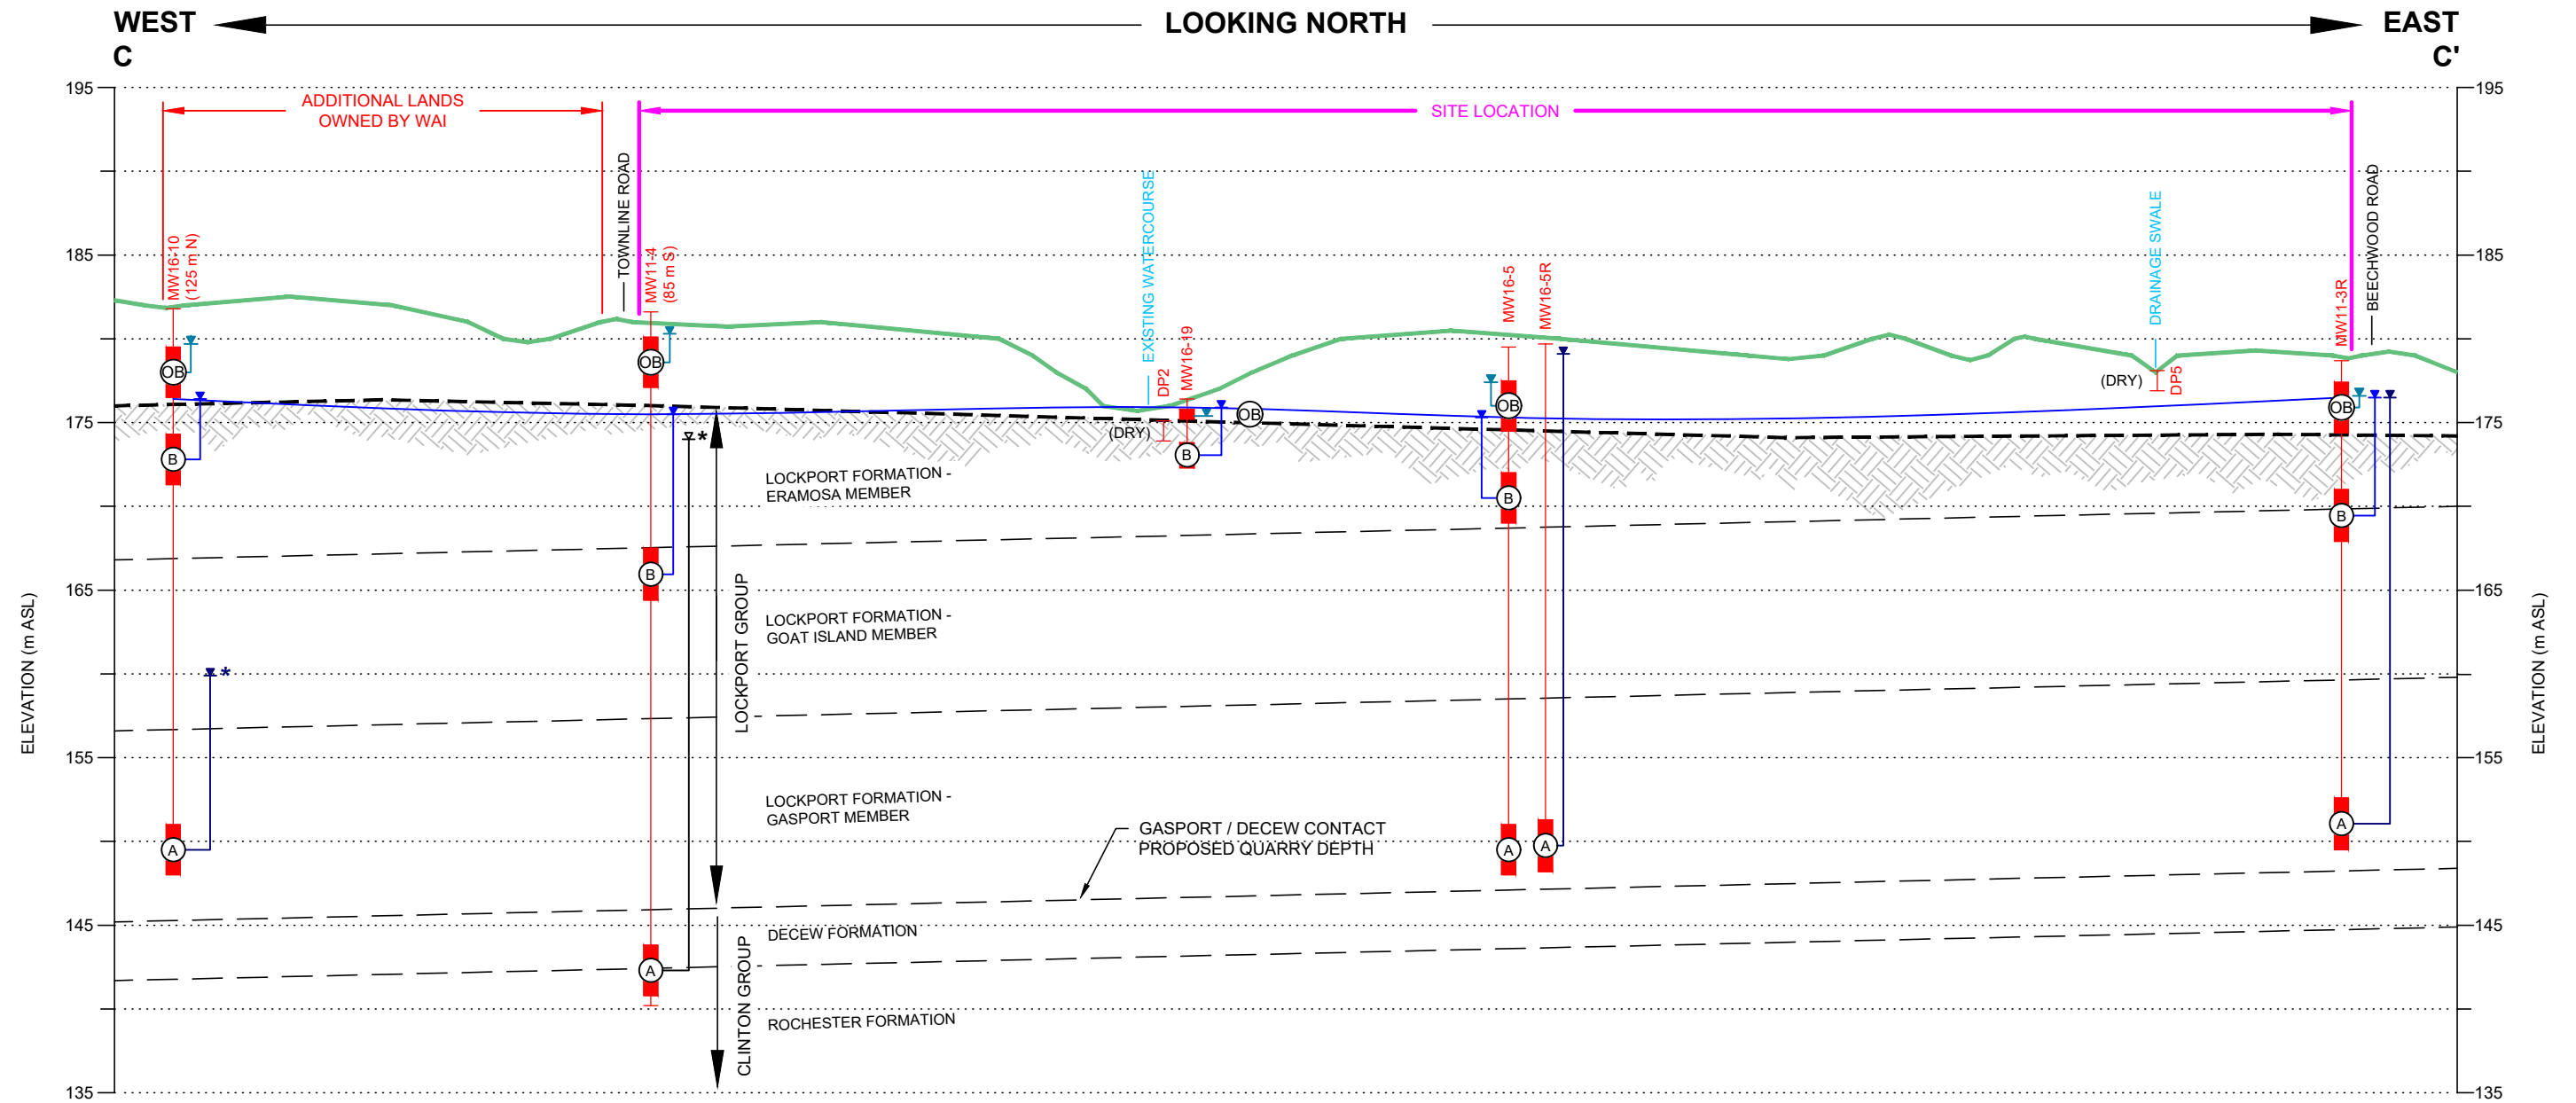 WEST
LOOKING NORTH
EAST
C
C'
195
195
ADDITIONAL LANDS
OWNED BY WAI
SITE LOCATION
TOWNLINE ROAD
EXISTING WATERCOURSE
DRAINAGE SWALE
BEECHWOOD ROAD
MW16-10
(125 m N)
MW11-4
(85 m S)
185
185
MW16-5
MW16-5R
MW11-3R
DP2
MW16-19
(DRY)
DP5
OB
OB
OB
OB
OB
175
175
(DRY)
*
B
B
B
B
B
LOCKPORT FORMATION -
ERAMOSA MEMBER
165
165
LOCKPORT GROUP
LOCKPORT FORMATION -
GOAT ISLAND MEMBER
ELEVATION (m ASL)
ELEVATION (m ASL)
*
155
155
LOCKPORT FORMATION -
GASPORT MEMBER
GASPORT / DECEW CONTACT
PROPOSED QUARRY DEPTH
A
A
A
A
145
145
DECEW FORMATION
A
CLINTON GROUP
ROCHESTER FORMATION
135
135